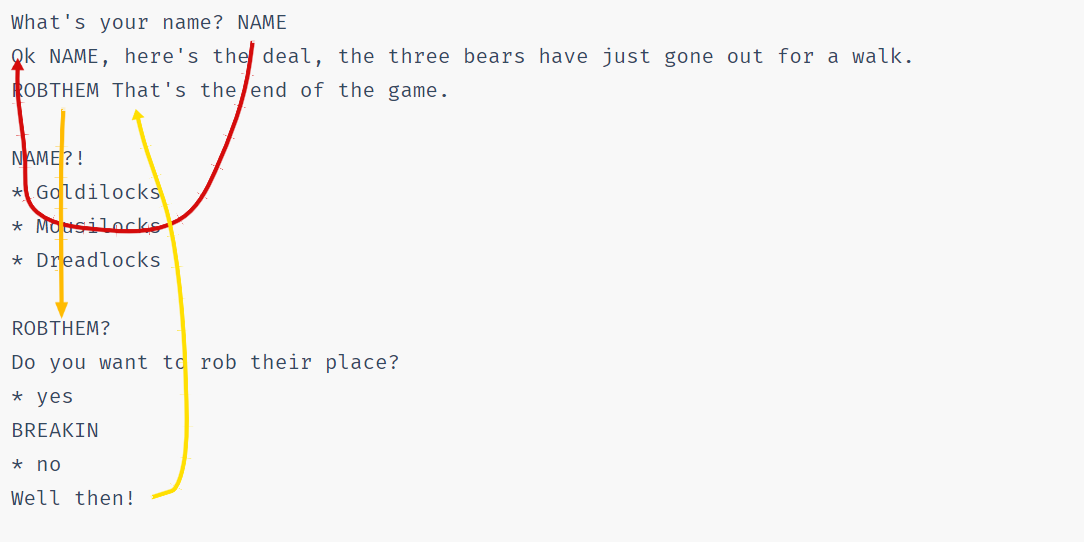 What's your name? NAME
Ok NAME, here's the deal, the three bears have just gone out for a walk.
ROBTHEM That's the end of the game.
NAME?!
* Goldilocks
* Mousilocks
* Dreadlocks
ROBTHEM?
Do you want to rob their place?
* yes
BREAKIN
* no
Well then!